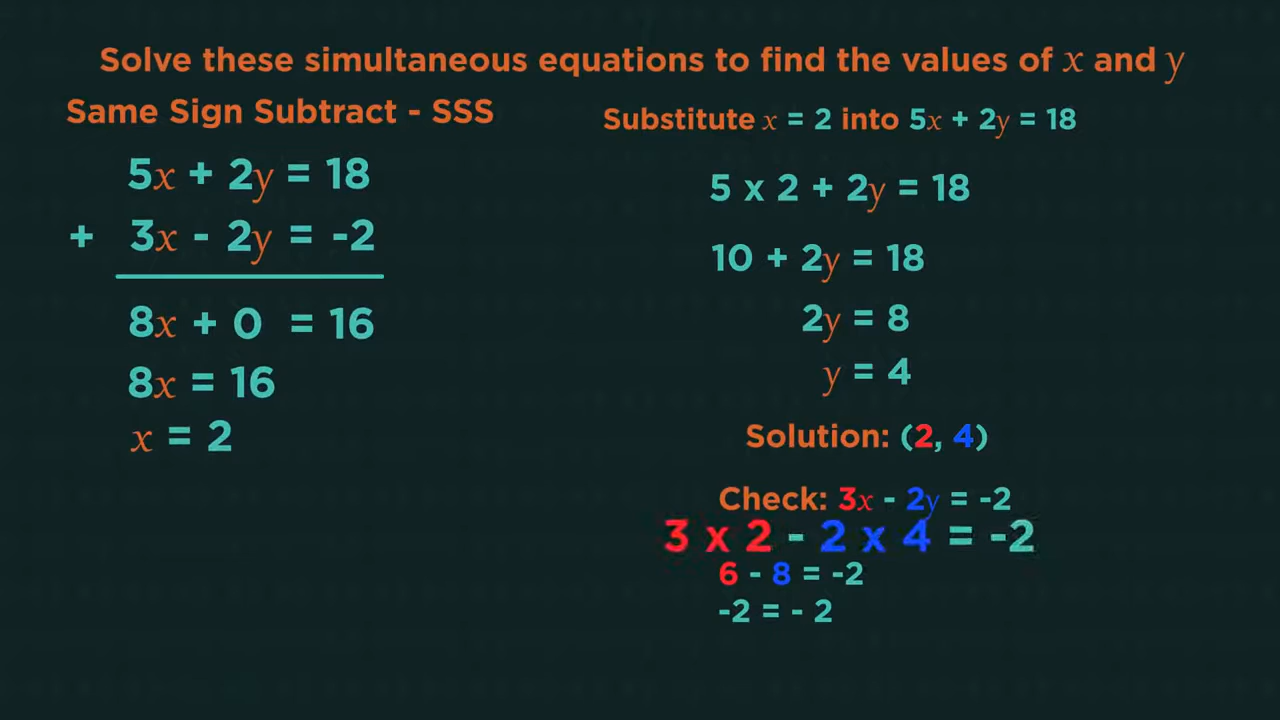 Solve these simultaneous equations to find the values of x and y
Same Sign Subtract - SSS
5x + 2y = 18
+ 3x - 2y = -2
8x + 0 = 16
8x = 16
x = 2
Substitute x = 2 into 5x + 2y = 18
5 x 2 + 2y = 18
10 + 2y = 18
2y = 8
y = 4
Solution: (2, 4)
Check: 3x - 2y = -2
3 x 2 - 2 x 4 = -2
6 - 8 = -2
-2 = - 2